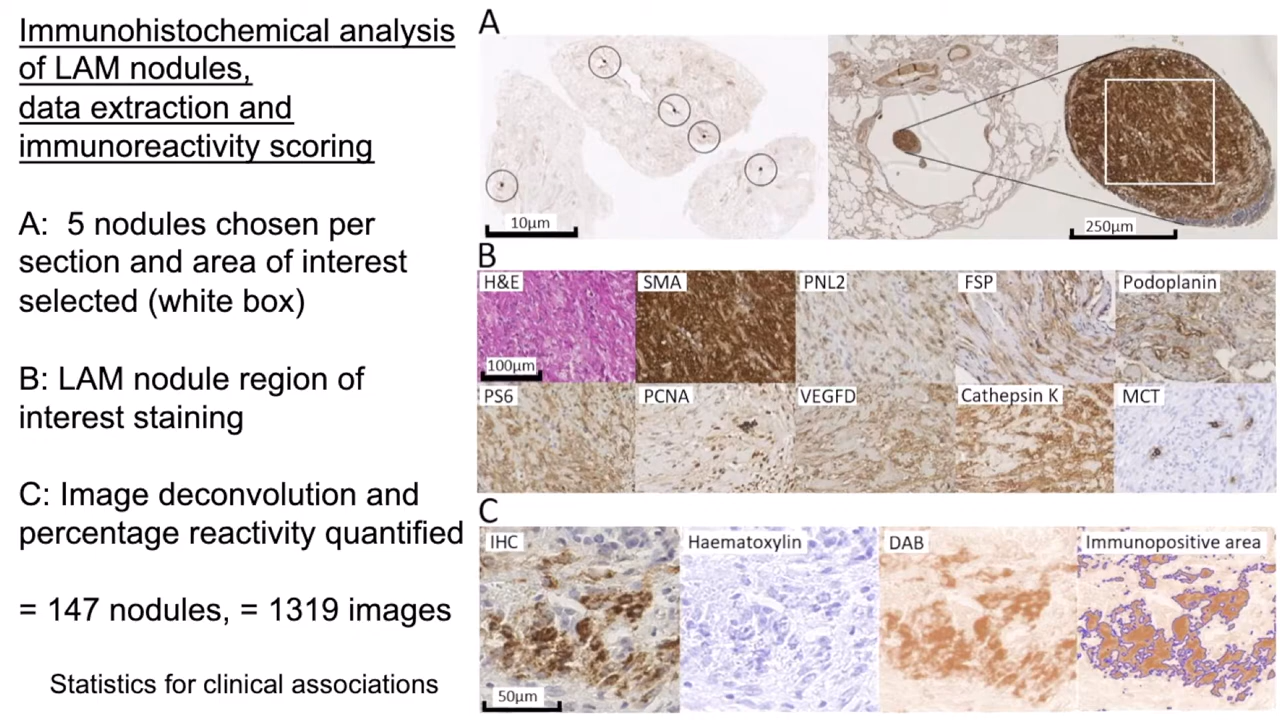 Immunohistochemical analysis
of LAM nodules,
data extraction and
immunoreactivity scoring
A:  5 nodules chosen per
section and area of interest
selected (white box)
B: LAM nodule region of
interest staining
C: Image deconvolution and
percentage reactivity quantified
= 147 nodules, = 1319 images
Statistics for clinical associations
A
10µm
250µm
B
H&E
SMA
PNL2
FSP
Podoplanin
100µm
PS6
PCNA
VEGFD
Cathepsin K
MCT
C
IHC
Haematoxylin
DAB
Immunopositive area
50µm